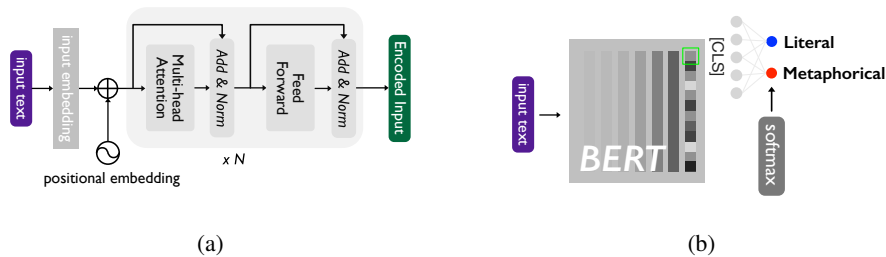 input text
input embedding
positional embedding
Multi-head
Attention
Add & Norm
Feed
Forward
Add & Norm
x N
Encoded Input
(a)
input text
BERT
[CLS]
Literal
Metaphorical
softmax
(b)